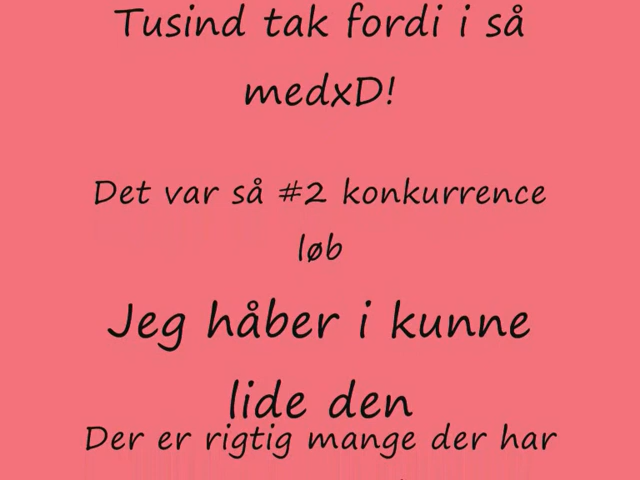 Tusind tak fordi i så
medxD!
Det var så #2 konkurrence
løb
Jeg håber i kunne
lide den
Der er rigtig mange der har